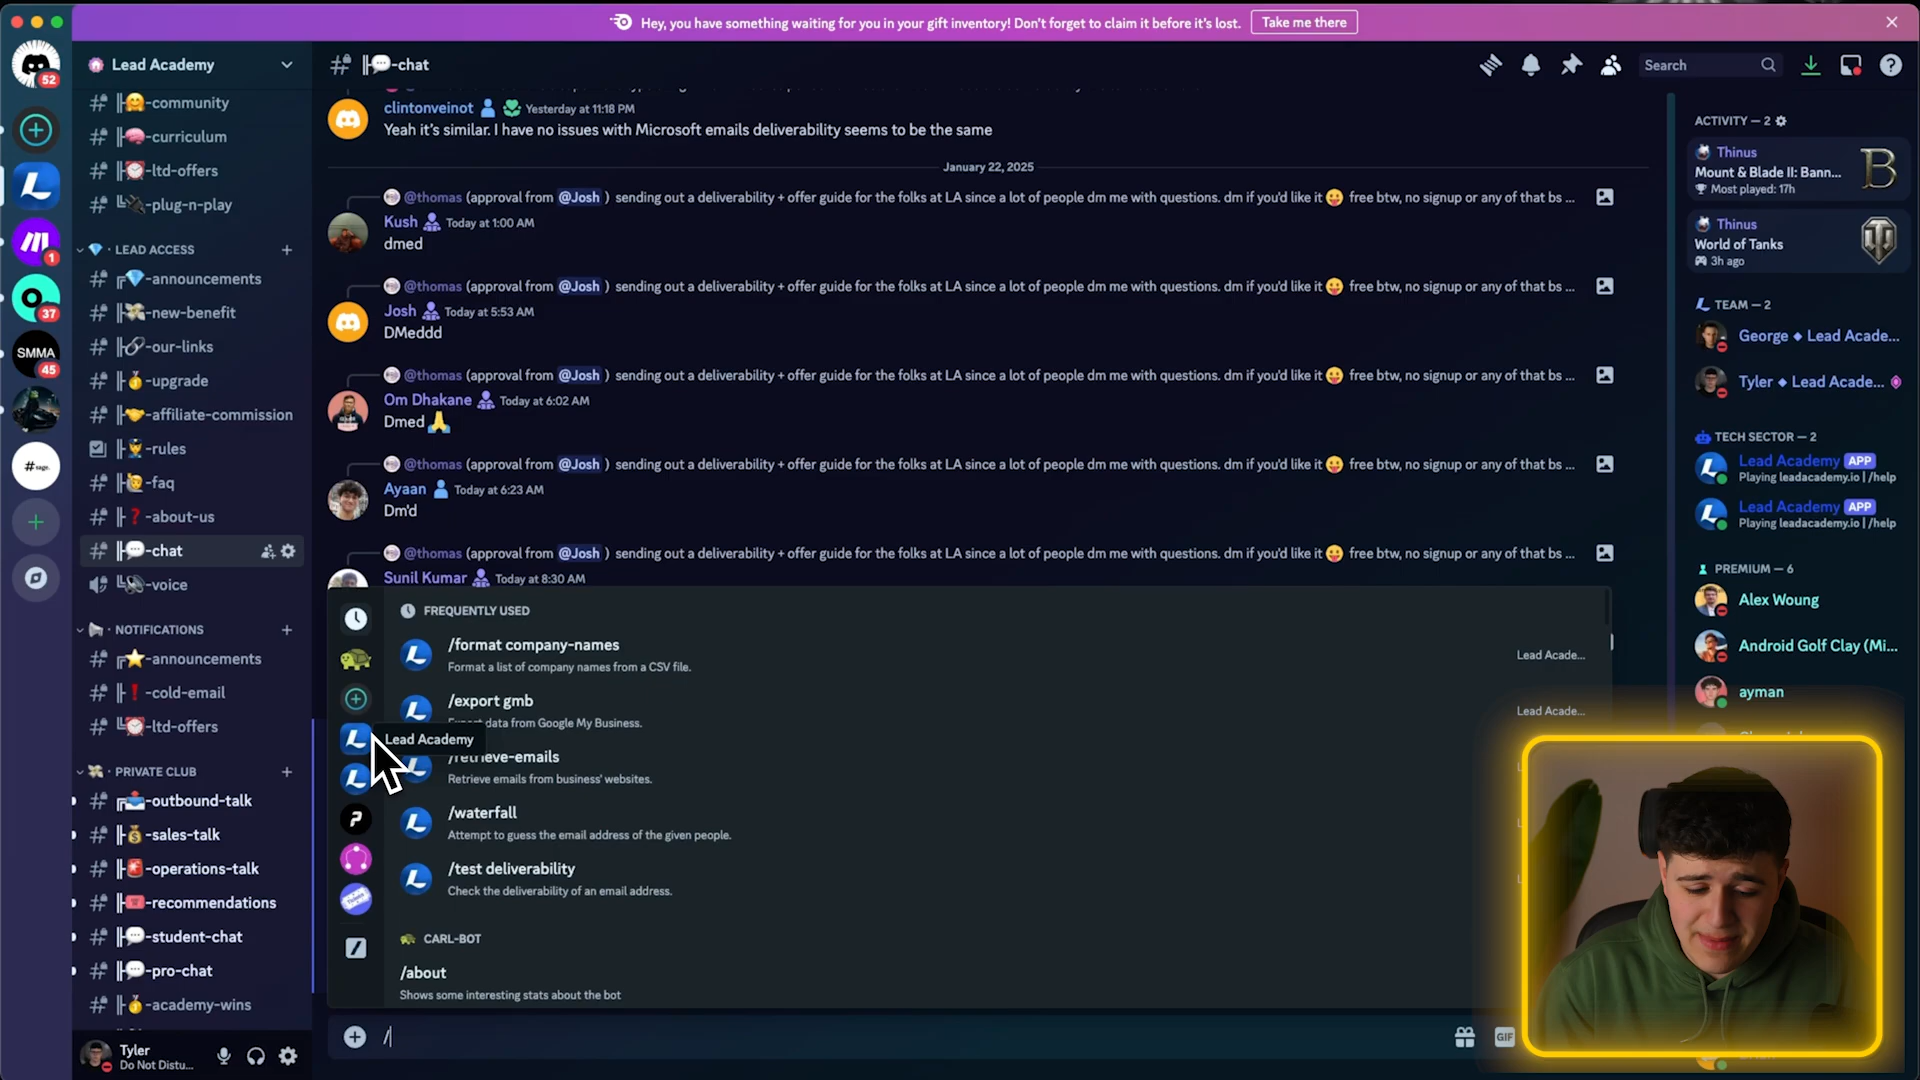 Hey, you have something waiting for you in your gift inventory! Don't forget to claim it before it's lost.
Take me there
52
1
37
SMMA
45
#sage.
Lead Academy
-community
-curriculum
-ltd-offers
-plug-n-play
· LEAD ACCESS
-announcements
-new-benefit
-our-links
-upgrade
-affiliate-commission
-rules
-faq
-about-us
-chat
-voice
· NOTIFICATIONS
-announcements
-cold-email
-ltd-offers
· PRIVATE CLUB
-outbound-talk
-sales-talk
-operations-talk
-recommendations
-student-chat
-pro-chat
-academy-wins
Tyler
Do Not Distu...
-chat
Search
clintonveinot Yesterday at 11:18 PM
Yeah it's similar. I have no issues with Microsoft emails deliverability seems to be the same
January 22, 2025
@thomas (approval from @Josh ) sending out a deliverability + offer guide for the folks at LA since a lot of people dm me with questions. dm if you'd like it 😛 free btw, no signup or any of that bs ...
Kush Today at 1:00 AM
dmed
@thomas (approval from @Josh ) sending out a deliverability + offer guide for the folks at LA since a lot of people dm me with questions. dm if you'd like it 😛 free btw, no signup or any of that bs ...
Josh Today at 5:53 AM
DMeddd
@thomas (approval from @Josh ) sending out a deliverability + offer guide for the folks at LA since a lot of people dm me with questions. dm if you'd like it 😛 free btw, no signup or any of that bs ...
Om Dhakane Today at 6:02 AM
Dmed 🙏
@thomas (approval from @Josh ) sending out a deliverability + offer guide for the folks at LA since a lot of people dm me with questions. dm if you'd like it 😛 free btw, no signup or any of that bs ...
Ayaan Today at 6:23 AM
Dm'd
@thomas (approval from @Josh ) sending out a deliverability + offer guide for the folks at LA since a lot of people dm me with questions. dm if you'd like it 😛 free btw, no signup or any of that bs ...
Sunil Kumar Today at 8:30 AM
FREQUENTLY USED
/format company-names
Format a list of company names from a CSV file.
Lead Acade...
/export gmb
Export data from Google My Business.
Lead Acade...
Lead Academy
/retrieve-emails
Retrieve emails from business' websites.
/waterfall
Attempt to guess the email address of the given people.
/test deliverability
Check the deliverability of an email address.
CARL-BOT
/about
Shows some interesting stats about the bot
/
GIF
ACTIVITY — 2
Thinus
Mount & Blade II: Bann...
Most played: 17h
Thinus
World of Tanks
3h ago
TEAM — 2
George ◆ Lead Acade...
Tyler ◆ Lead Acade...
TECH SECTOR — 2
Lead Academy APP
Playing leadacademy.io | /help
Lead Academy APP
Playing leadacademy.io | /help
PREMIUM — 6
Alex Woung
Android Golf Clay (Mi...
ayman